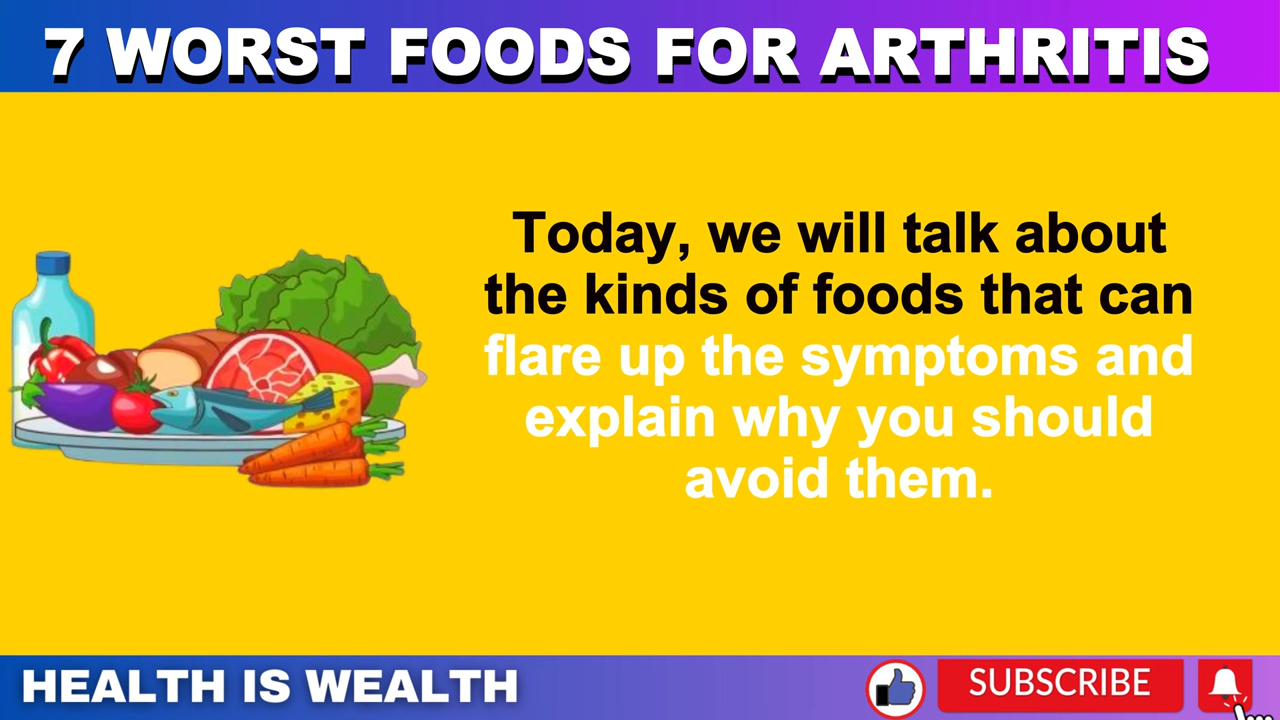 7 WORST FOODS FOR ARTHRITIS
Today, we will talk about
the kinds of foods that can
flare up the symptoms and
explain why you should
avoid them.
HEALTH IS WEALTH
SUBSCRIBE